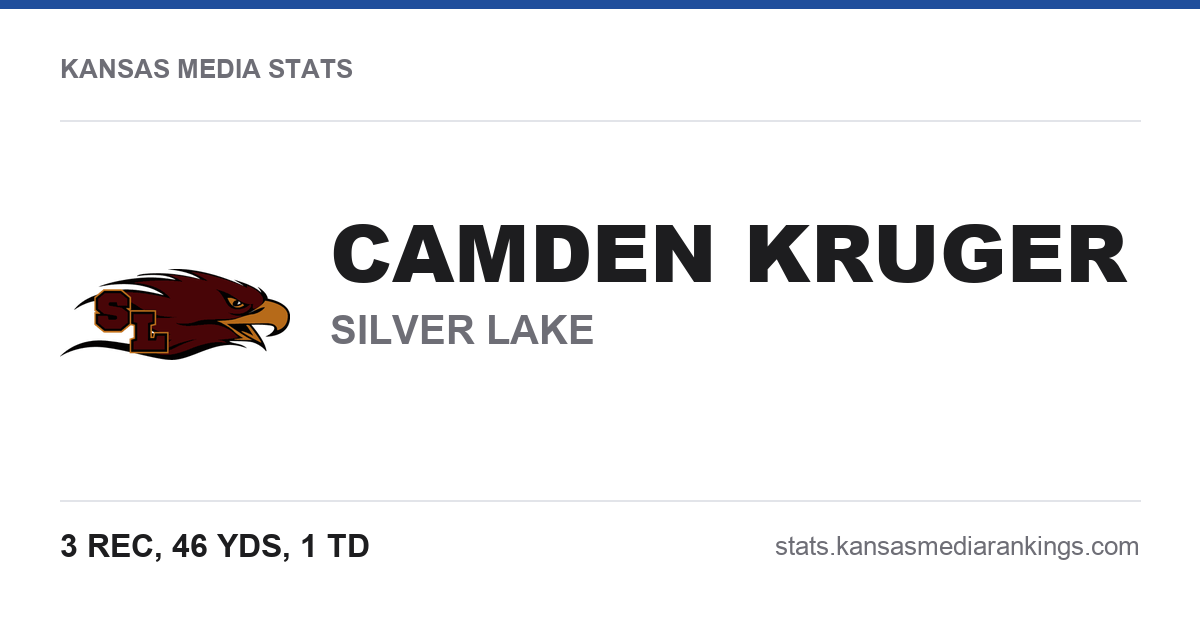 KANSAS MEDIA STATS
CAMDEN KRUGER
SL
SILVER LAKE
3 REC, 46 YDS, 1 TD
stats.kansasmediarankings.com